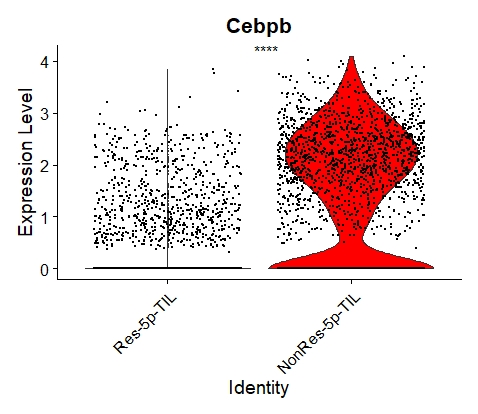 Cebpb
****
Expression Level
4
3
2
1
0
Res-5p-TIL
NonRes-5p-TIL
Identity